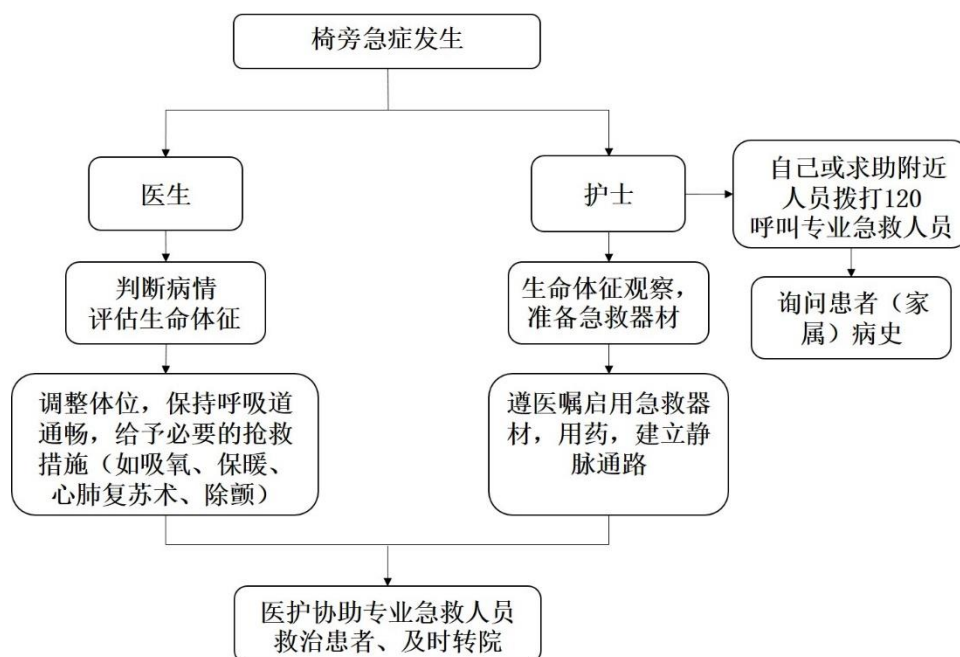 椅旁急症发生
医生
护士
自己或求助附近
人员拨打120
呼叫专业急救人员
判断病情
评估生命体征
生命体征观察，
准备急救器材
询问患者（家
属）病史
调整体位，保持呼吸道
通畅，给予必要的抢救
措施（如吸氧、保暖、
心肺复苏术、除颤）
遵医嘱启用急救器
材，用药，建立静
脉通路
医护协助专业急救人员
救治患者、及时转院